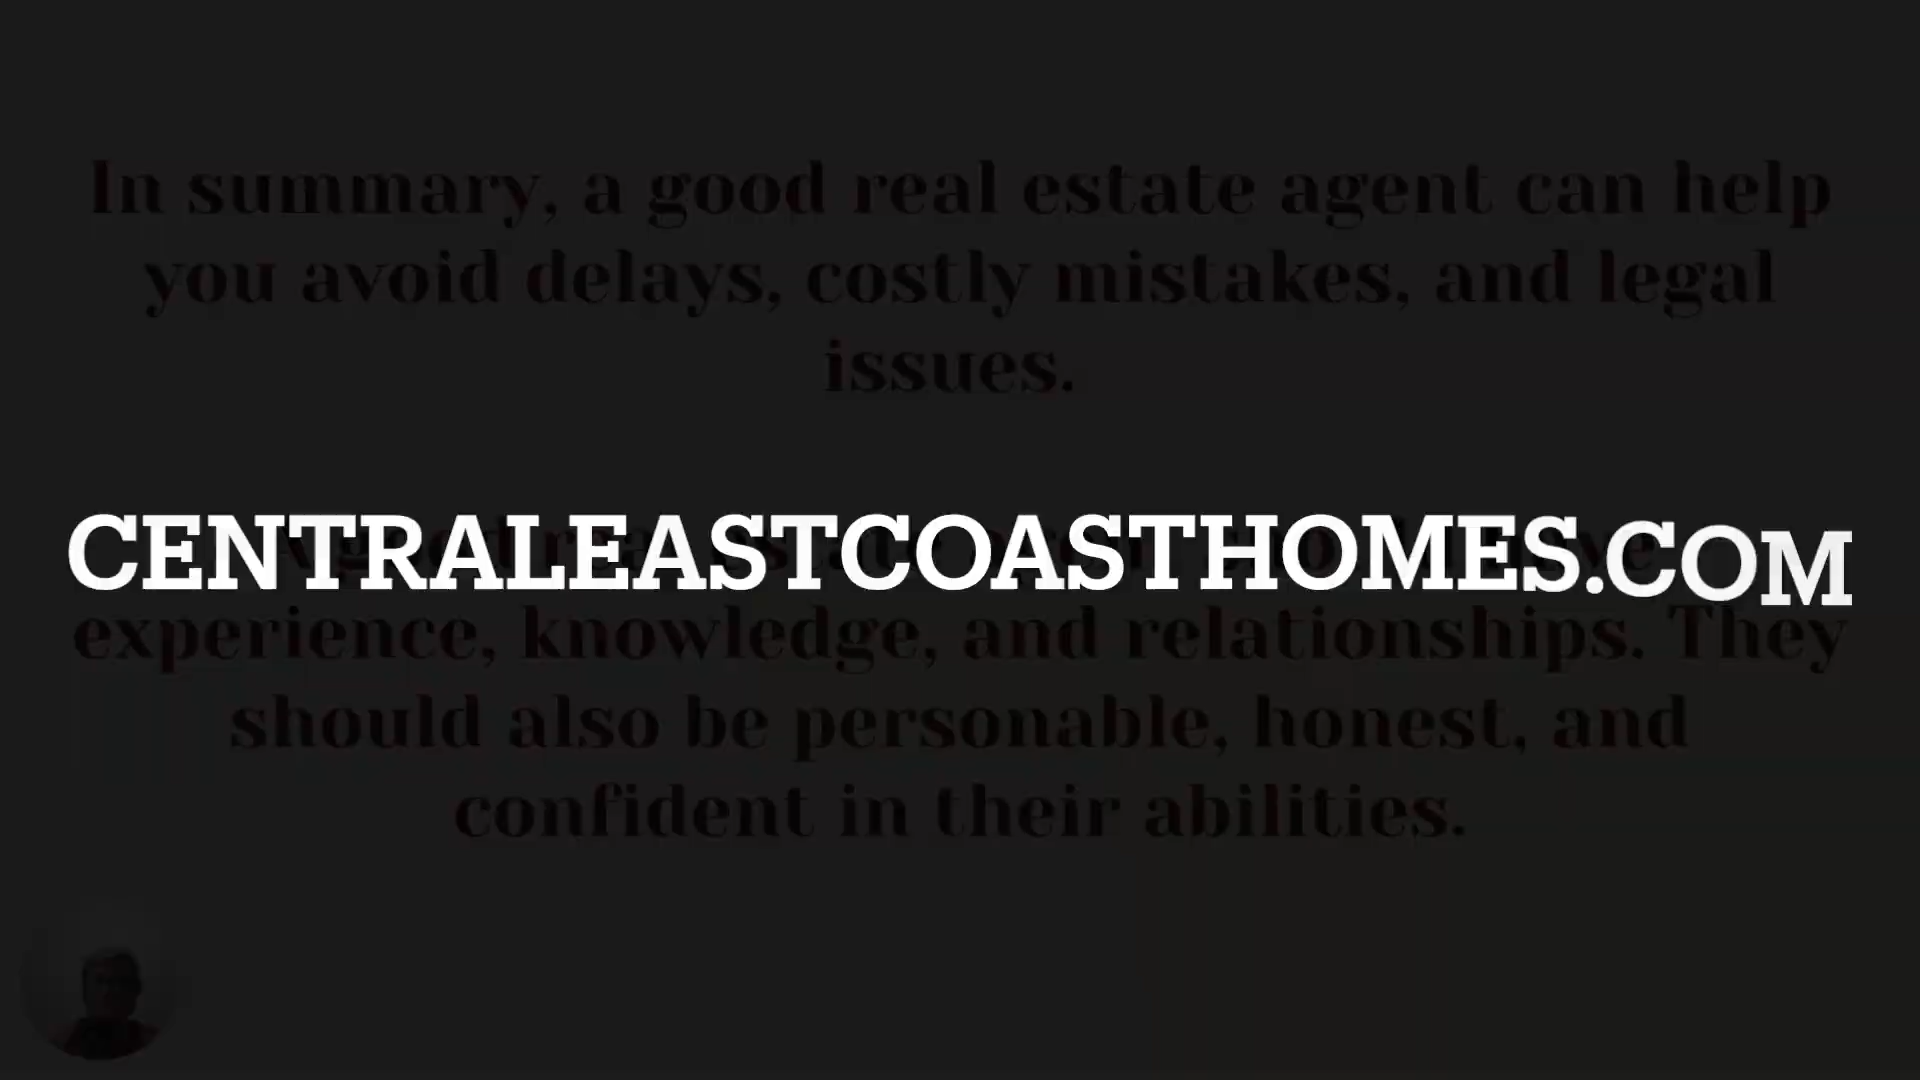 In summary, a good real estate agent can help
you avoid delays, costly mistakes, and legal
issues.
CENTRALEASTCOASTHOMES.COM
experience, knowledge, and relationships. They
should also be personable, honest, and
confident in their abilities.